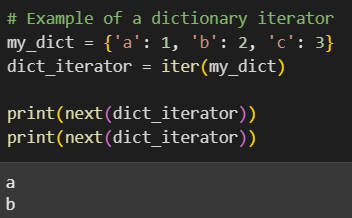 # Example of a dictionary iterator
my_dict = {'a': 1, 'b': 2, 'c': 3}
dict_iterator = iter(my_dict)
print(next(dict_iterator))
print(next(dict_iterator))
a
b